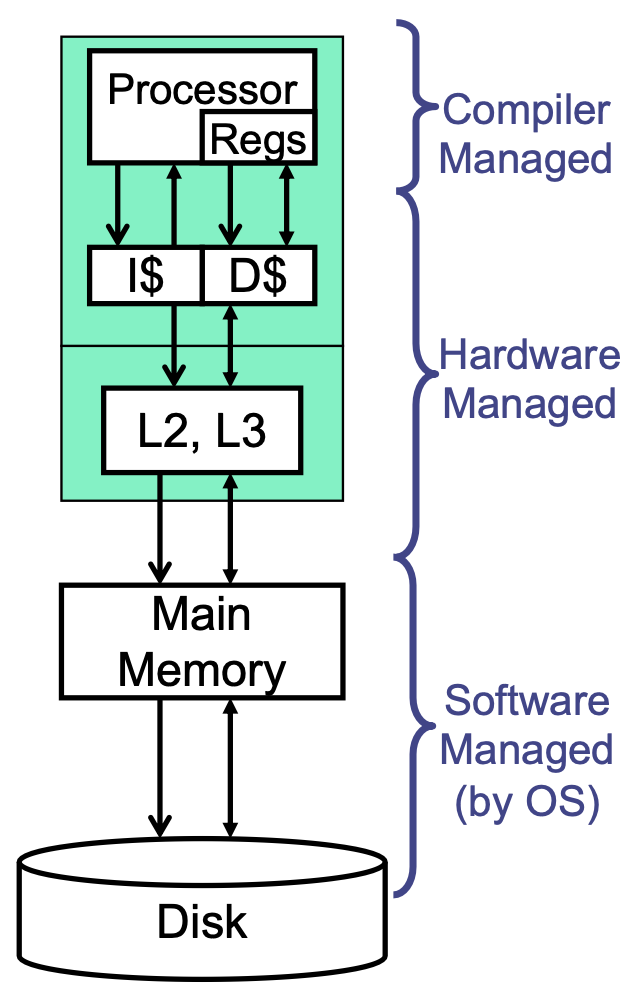 Processor
Regs
Compiler
Managed
I$
D$
Hardware
Managed
L2, L3
Main
Memory
Software
Managed
(by OS)
Disk